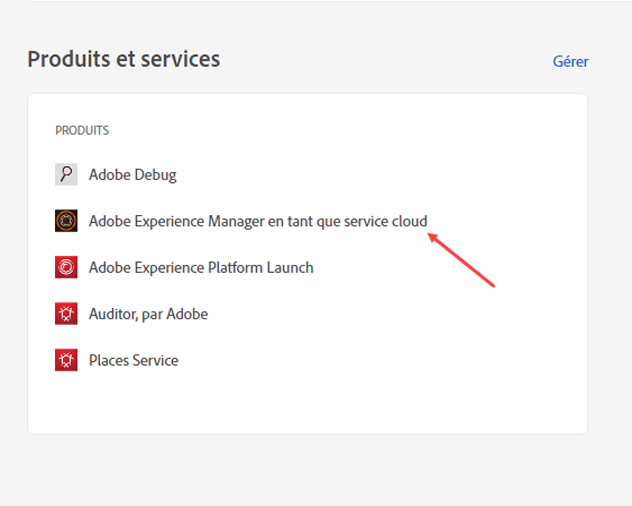 Produits et services
Gérer
PRODUITS
Adobe Debug
Adobe Experience Manager en tant que service cloud
Adobe Experience Platform Launch
Auditor, par Adobe
Places Service